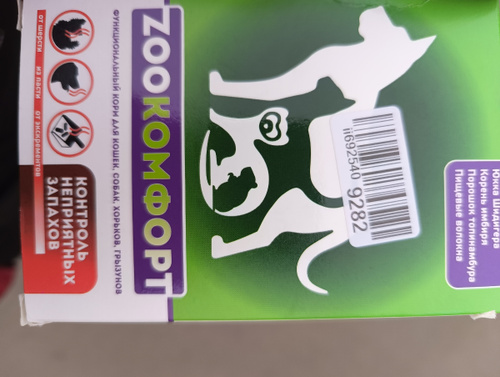 ZOOКОМФОРТ
ФУНКЦИОНАЛЬНЫЙ КОРМ ДЛЯ КОШЕК, СОБАК, ХОРЬКОВ, ГРЫЗУНОВ
от шерсти
из пасти
от экскрементов
КОНТРОЛЬ
НЕПРИЯТНЫХ
ЗАПАХОВ
ii692540 9282
Юкка Шидигера
Корень имбиря
Порошок топинамбура
Пищевые волокна